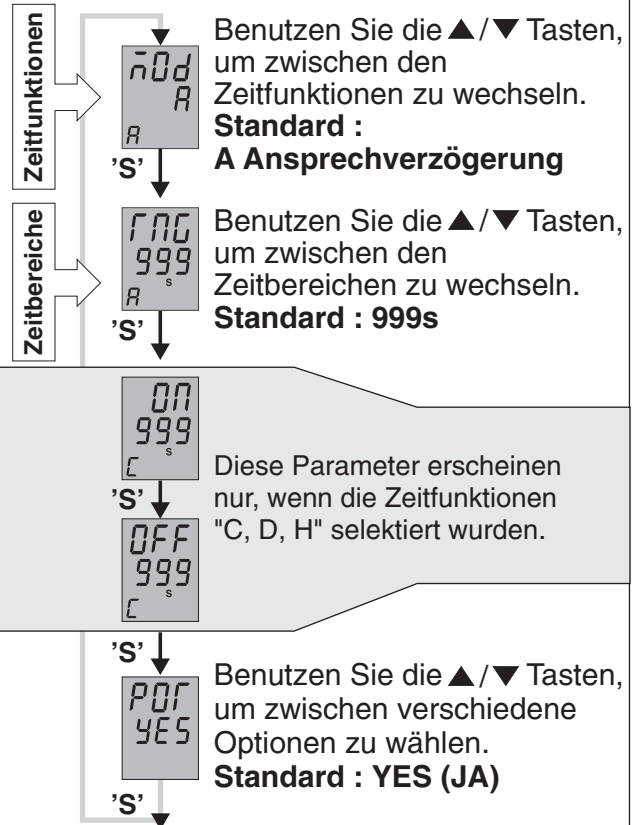 Zeitfunktionen
m0d
A
A
Benutzen Sie die ▲/▼ Tasten,
um zwischen den
Zeitfunktionen zu wechseln.
Standard :
A Ansprechverzögerung
'S'
Zeitbereiche
rNG
999
s
A
Benutzen Sie die ▲/▼ Tasten,
um zwischen den
Zeitbereichen zu wechseln.
Standard : 999s
'S'
ON
999
s
C
'S'
OFF
999
s
C
Diese Parameter erscheinen
nur, wenn die Zeitfunktionen
"C, D, H" selektiert wurden.
'S'
POr
YES
Benutzen Sie die ▲/▼ Tasten,
um zwischen verschiedene
Optionen zu wählen.
Standard : YES (JA)
'S'